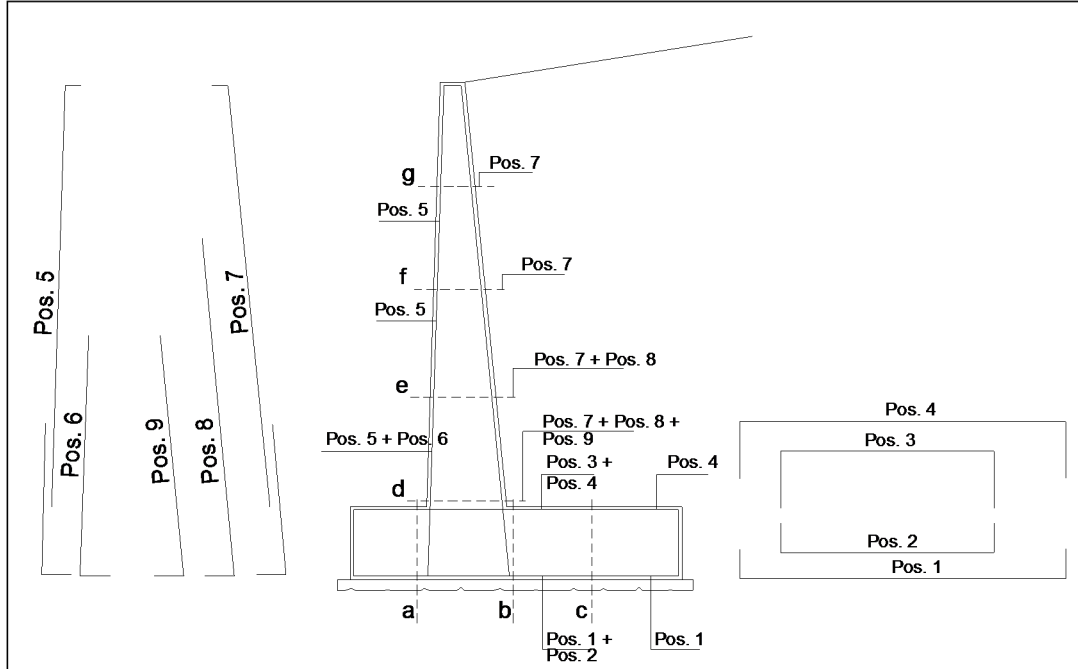 g
Pos. 7
Pos. 5
f
Pos. 7
Pos. 5
Pos. 5
Pos. 7
e
Pos. 7 + Pos. 8
Pos. 6
Pos. 9
Pos. 8
Pos. 5 + Pos. 6
Pos. 7 + Pos. 8 +
Pos. 9
Pos. 3 +
Pos. 4
Pos. 4
d
Pos. 4
Pos. 3
Pos. 2
Pos. 1
a
b
c
Pos. 1 +
Pos. 2
Pos. 1